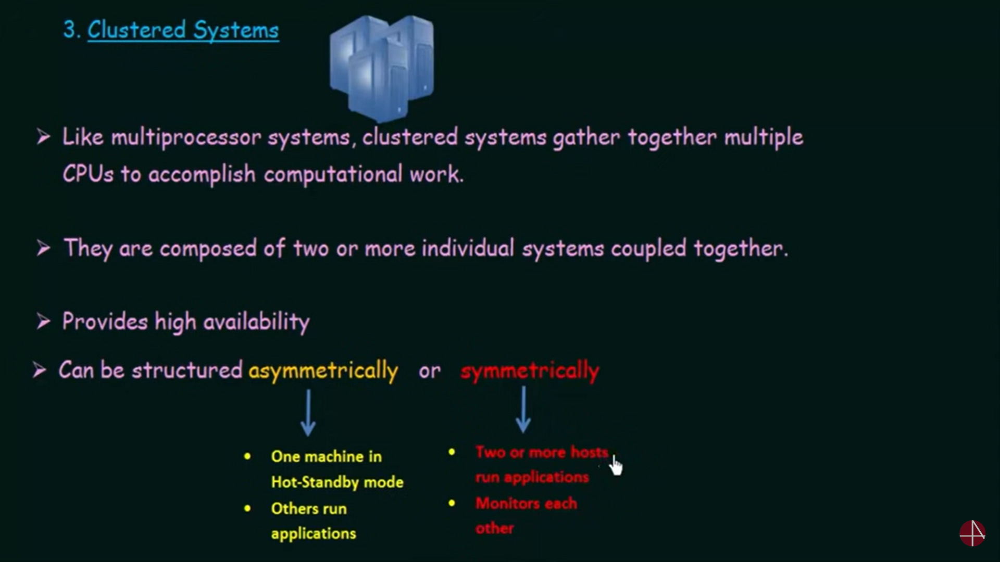 3. Clustered Systems
➢ Like multiprocessor systems, clustered systems gather together multiple
CPUs to accomplish computational work.
➢ They are composed of two or more individual systems coupled together.
➢ Provides high availability
➢ Can be structured asymmetrically or symmetrically
• One machine in
Hot-Standby mode
• Others run
applications
• Two or more hosts
run applications
• Monitors each
other